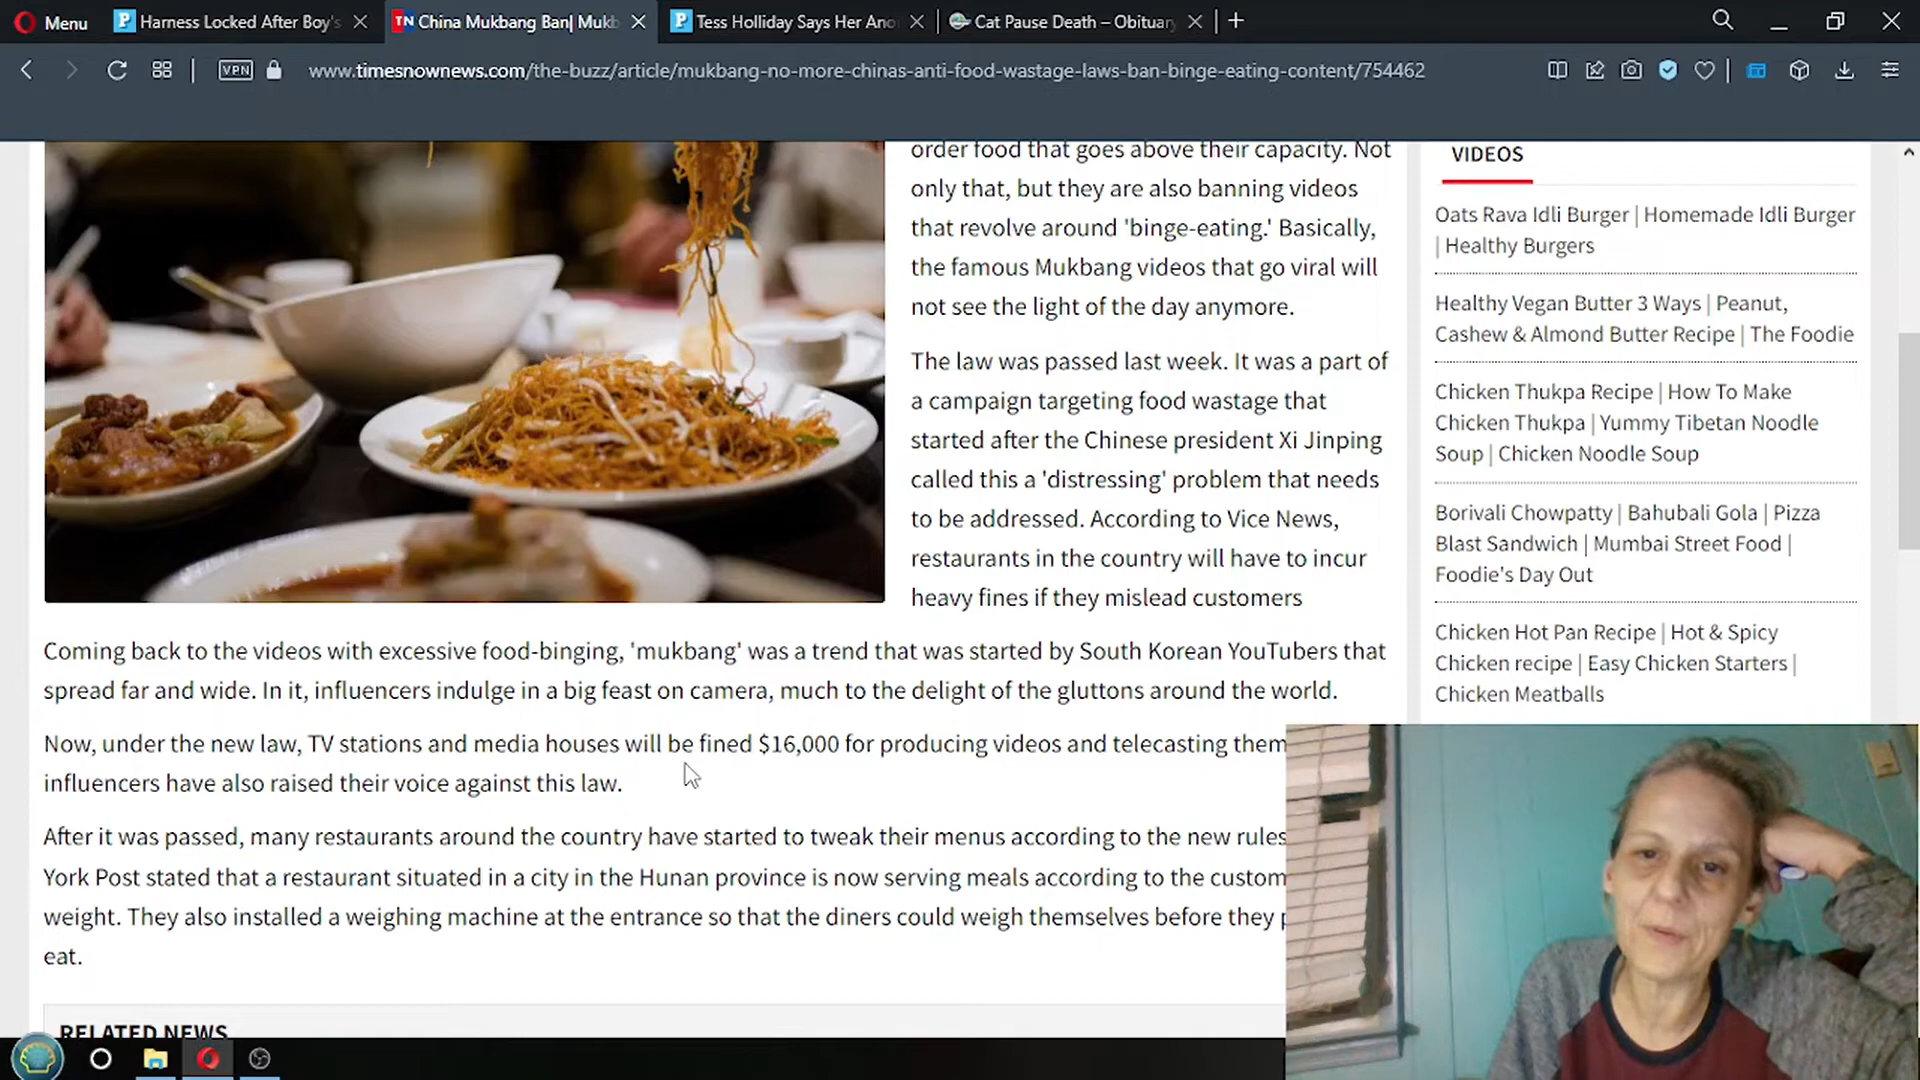 Menu
Harness Locked After Boy's
TN China Mukbang Ban| Mukb
Tess Holliday Says Her Ano
Cat Pause Death – Obituary
VPN
www.timesnownews.com/the-buzz/article/mukbang-no-more-chinas-anti-food-wastage-laws-ban-binge-eating-content/754462
order food that goes above their capacity. Not
only that, but they are also banning videos
that revolve around 'binge-eating.' Basically,
the famous Mukbang videos that go viral will
not see the light of the day anymore.
The law was passed last week. It was a part of
a campaign targeting food wastage that
started after the Chinese president Xi Jinping
called this a 'distressing' problem that needs
to be addressed. According to Vice News,
restaurants in the country will have to incur
heavy fines if they mislead customers
Coming back to the videos with excessive food-binging, 'mukbang' was a trend that was started by South Korean YouTubers that
spread far and wide. In it, influencers indulge in a big feast on camera, much to the delight of the gluttons around the world.
Now, under the new law, TV stations and media houses will be fined $16,000 for producing videos and telecasting them
influencers have also raised their voice against this law.
After it was passed, many restaurants around the country have started to tweak their menus according to the new rules
York Post stated that a restaurant situated in a city in the Hunan province is now serving meals according to the custom
weight. They also installed a weighing machine at the entrance so that the diners could weigh themselves before they
eat.
RELATED NEWS
VIDEOS
Oats Rava Idli Burger | Homemade Idli Burger
| Healthy Burgers
Healthy Vegan Butter 3 Ways | Peanut,
Cashew & Almond Butter Recipe | The Foodie
Chicken Thukpa Recipe | How To Make
Chicken Thukpa | Yummy Tibetan Noodle
Soup | Chicken Noodle Soup
Borivali Chowpatty | Bahubali Gola | Pizza
Blast Sandwich | Mumbai Street Food |
Foodie's Day Out
Chicken Hot Pan Recipe | Hot & Spicy
Chicken recipe | Easy Chicken Starters |
Chicken Meatballs